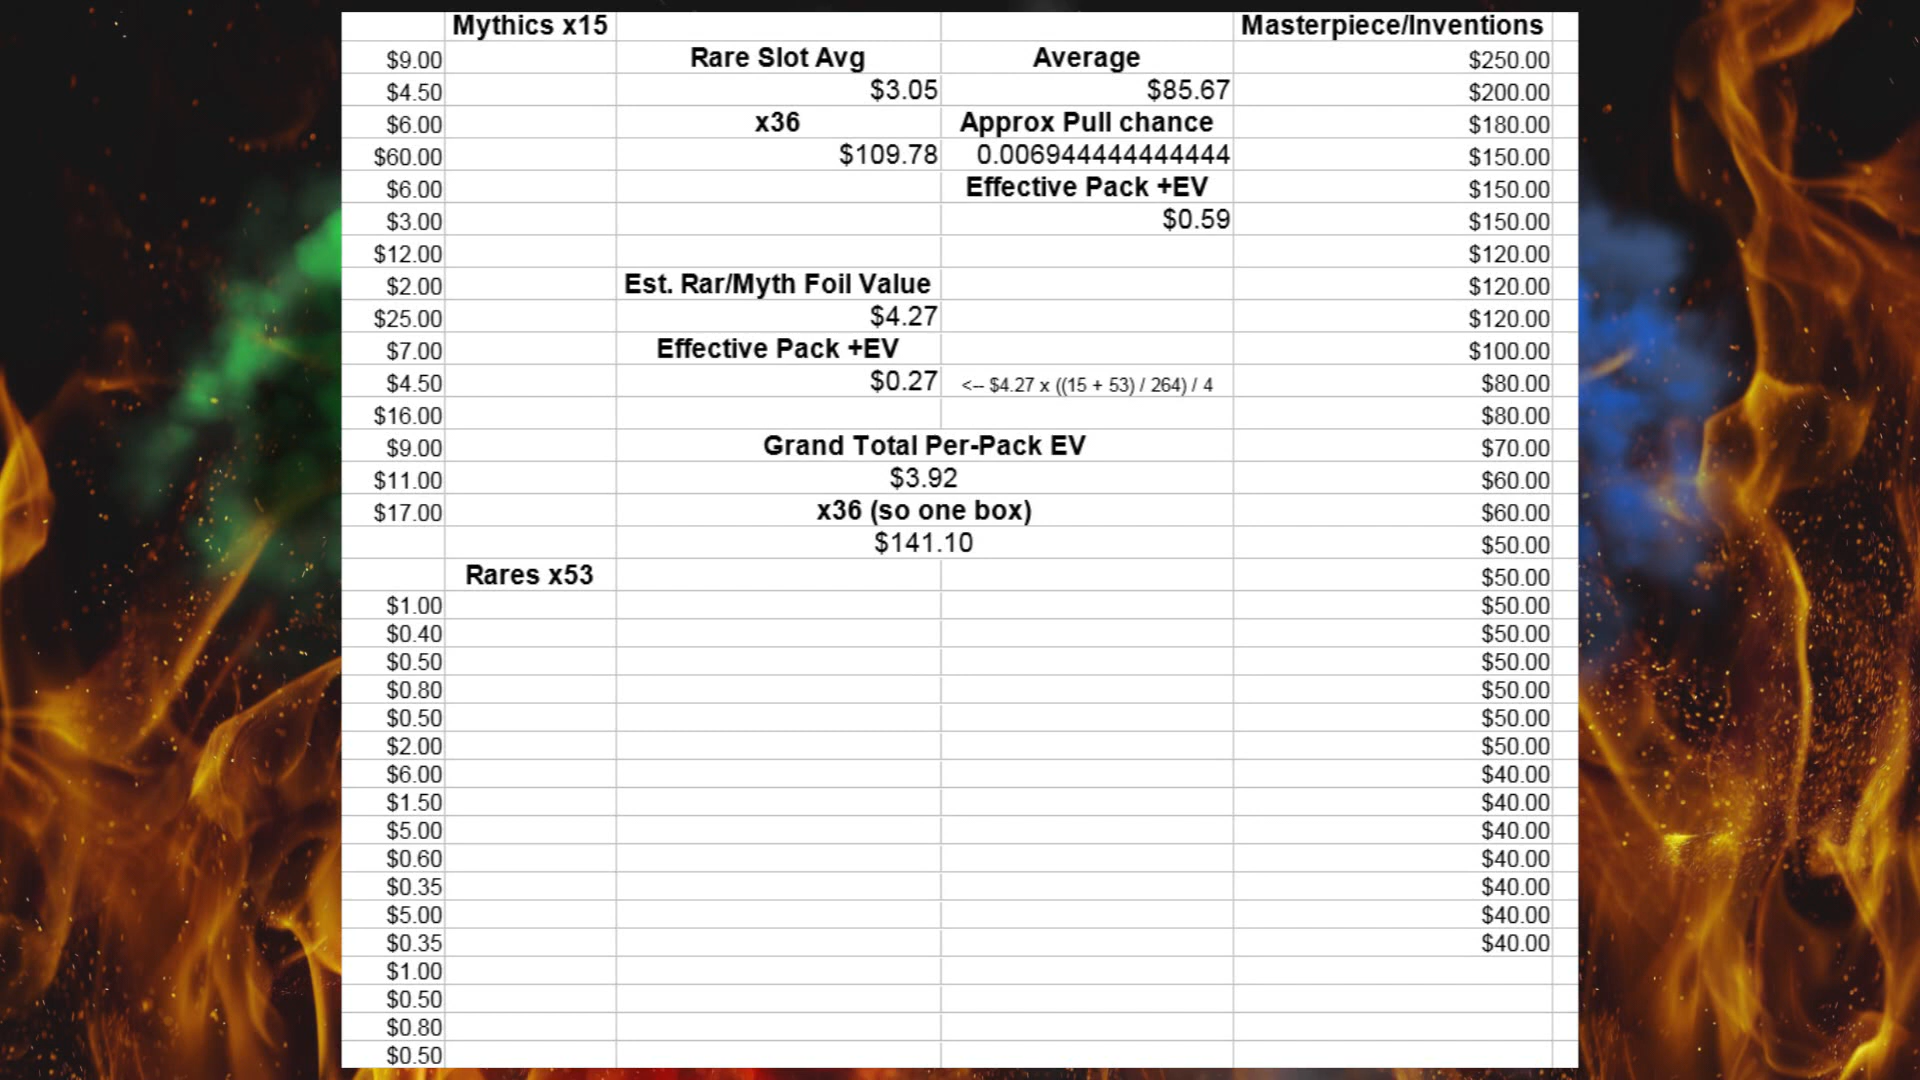 Mythics x15 Masterpiece/Inventions
$9.00 Rare Slot Avg Average $250.00
$4.50 $3.05 $85.67 $200.00
$6.00 x36 Approx Pull chance $180.00
$60.00 $109.78 0.006944444444444 $150.00
$6.00 Effective Pack +EV $150.00
$3.00 $0.59 $150.00
$12.00 $120.00
$2.00 Est. Rar/Myth Foil Value $120.00
$25.00 $4.27 $120.00
$7.00 Effective Pack +EV $100.00
$4.50 $0.27 <-- $4.27 x ((15 + 53) / 264) / 4 $80.00
$16.00 $80.00
$9.00 Grand Total Per-Pack EV $70.00
$11.00 $3.92 $60.00
$17.00 x36 (so one box) $60.00
$141.10 $50.00
Rares x53 $50.00
$1.00 $50.00
$0.40 $50.00
$0.50 $50.00
$0.80 $50.00
$0.50 $50.00
$2.00 $50.00
$6.00 $40.00
$1.50 $40.00
$5.00 $40.00
$0.60 $40.00
$0.35 $40.00
$5.00 $40.00
$0.35 $40.00
$1.00
$0.50
$0.80
$0.50